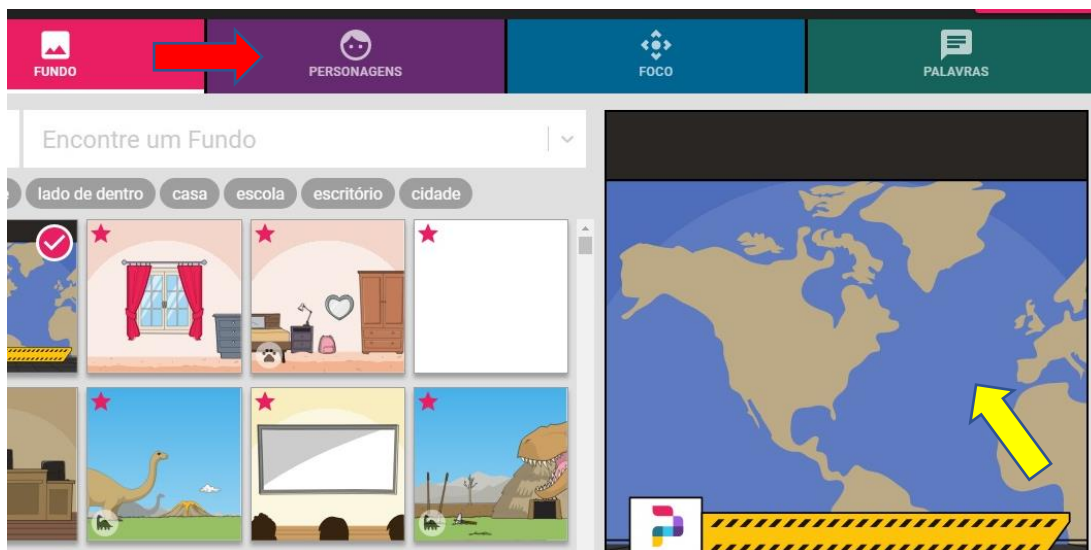 FUNDO
PERSONAGENS
FOCO
PALAVRAS
Encontre um Fundo
lado de dentro casa escola escritório cidade